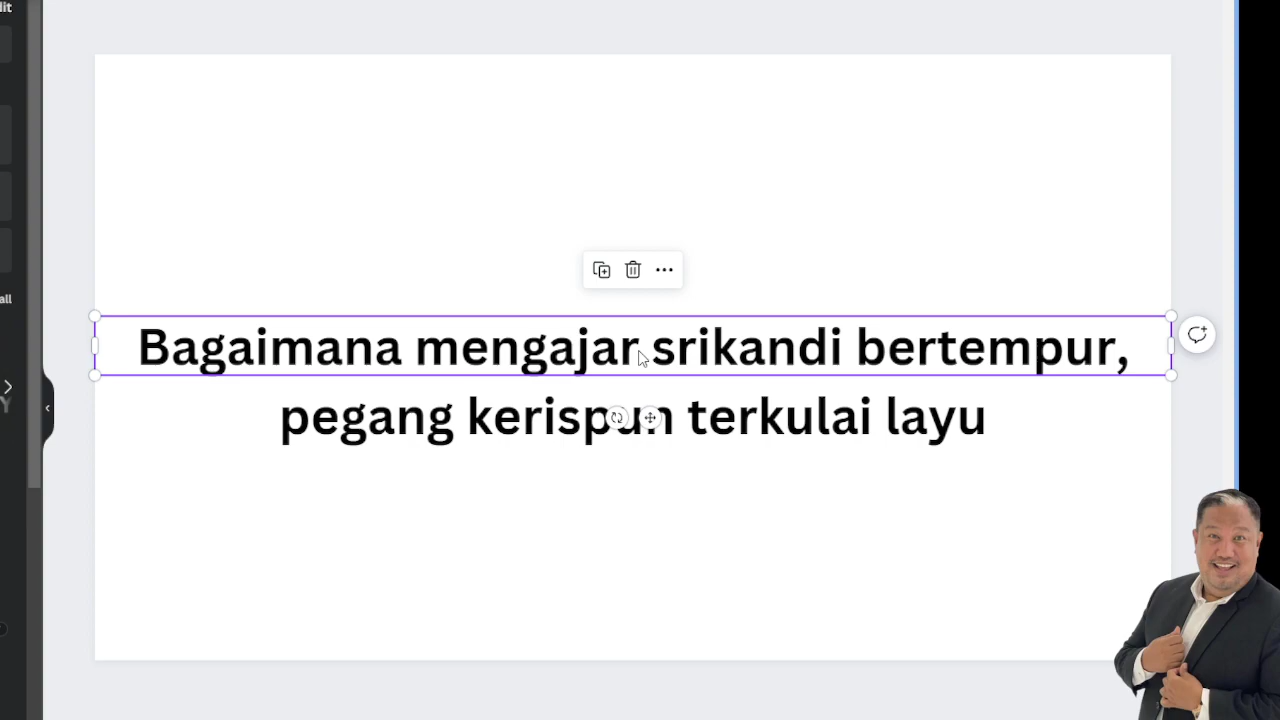 Bagaimana mengajar srikandi bertempur,
pegang kerispun terkulai layu